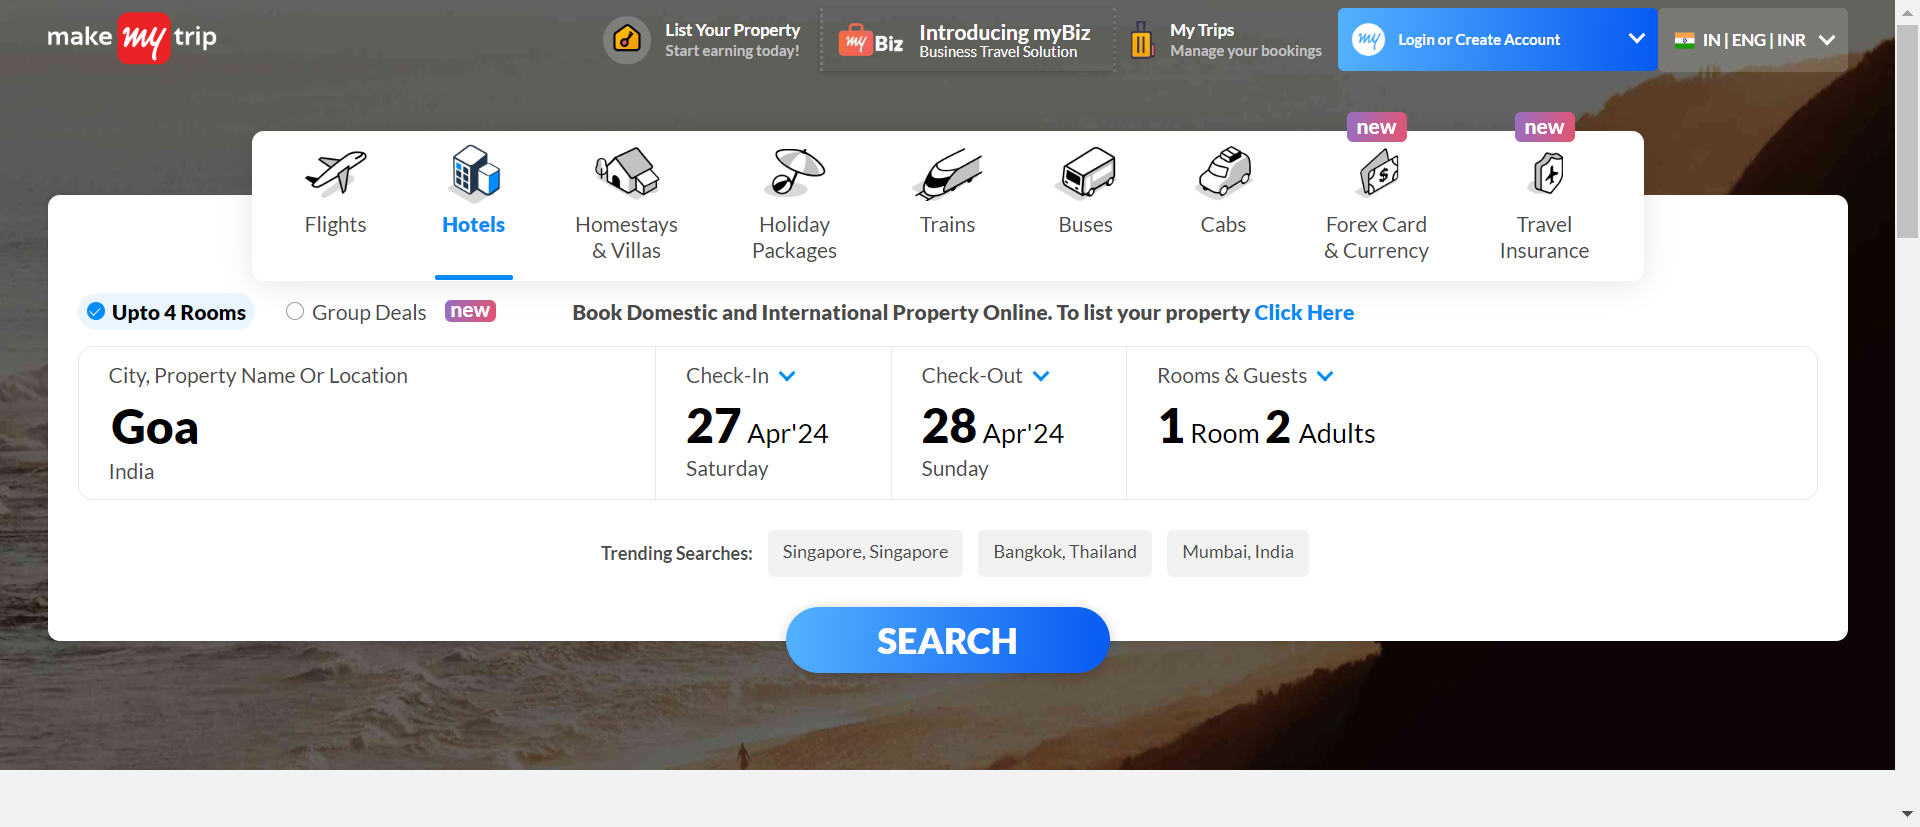 make my trip
List Your Property
Start earning today!
my Biz
Introducing myBiz
Business Travel Solution
My Trips
Manage your bookings
my
Login or Create Account
IN | ENG | INR
new
new
Flights
Hotels
Homestays
& Villas
Holiday
Packages
Trains
Buses
Cabs
Forex Card
& Currency
Travel
Insurance
Upto 4 Rooms
Group Deals
new
Book Domestic and International Property Online. To list your property Click Here
City, Property Name Or Location
Goa
India
Check-In
27 Apr'24
Saturday
Check-Out
28 Apr'24
Sunday
Rooms & Guests
1 Room 2 Adults
Trending Searches:
Singapore, Singapore
Bangkok, Thailand
Mumbai, India
SEARCH